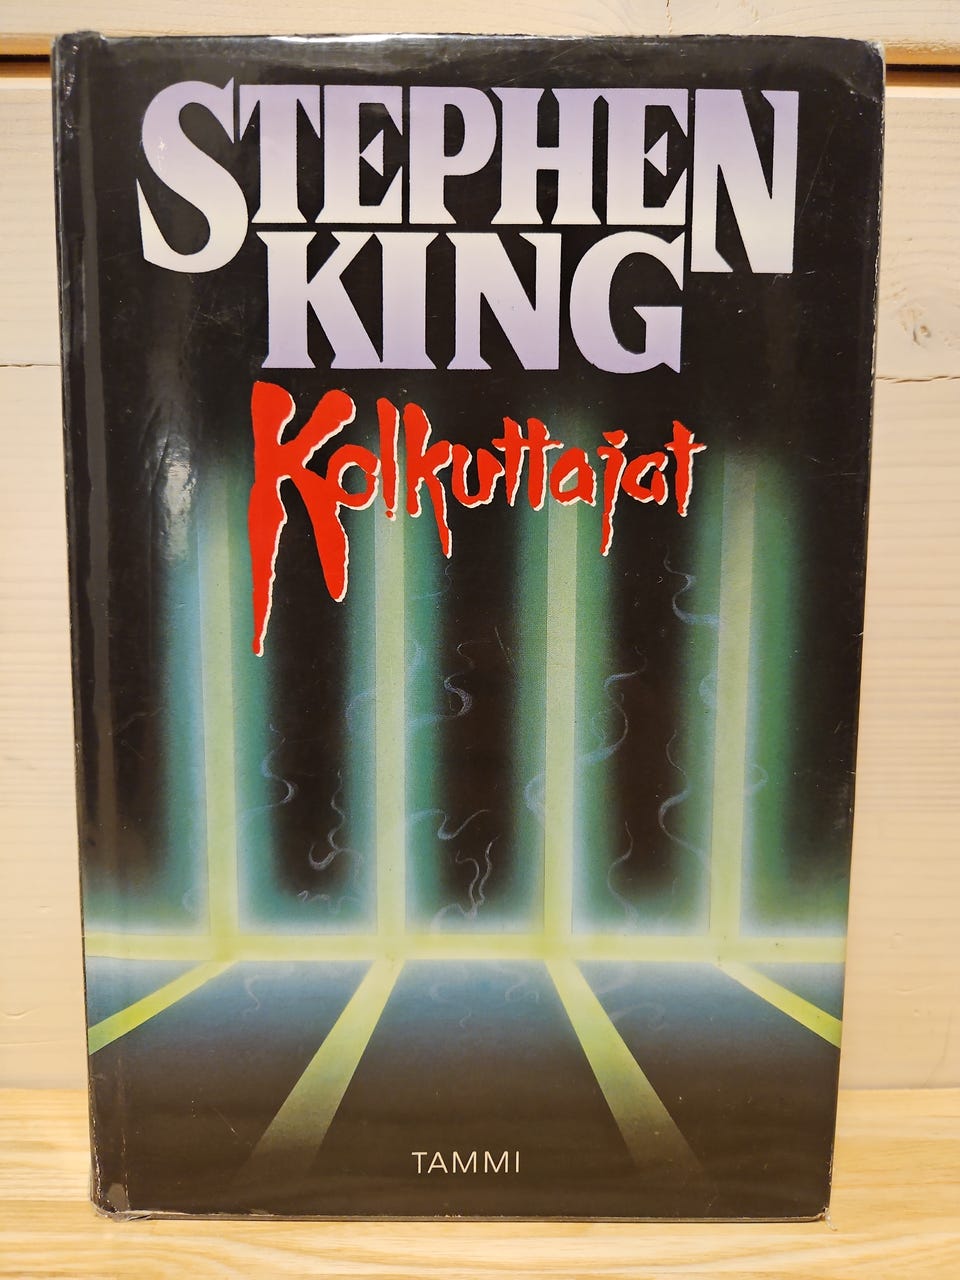 STEPHEN
KING
Kolkuttajat
TAMMI